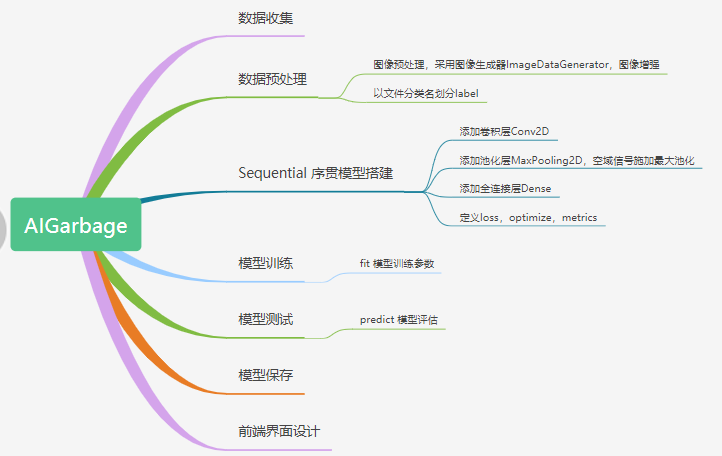 AIGarbage
数据收集
数据预处理
图像预处理，采用图像生成器ImageDataGenerator，图像增强
以文件分类名划分label
Sequential 序贯模型搭建
添加卷积层Conv2D
添加池化层MaxPooling2D，空域信号施加最大池化
添加全连接层Dense
定义loss，optimize，metrics
模型训练
fit 模型训练参数
模型测试
predict 模型评估
模型保存
前端界面设计